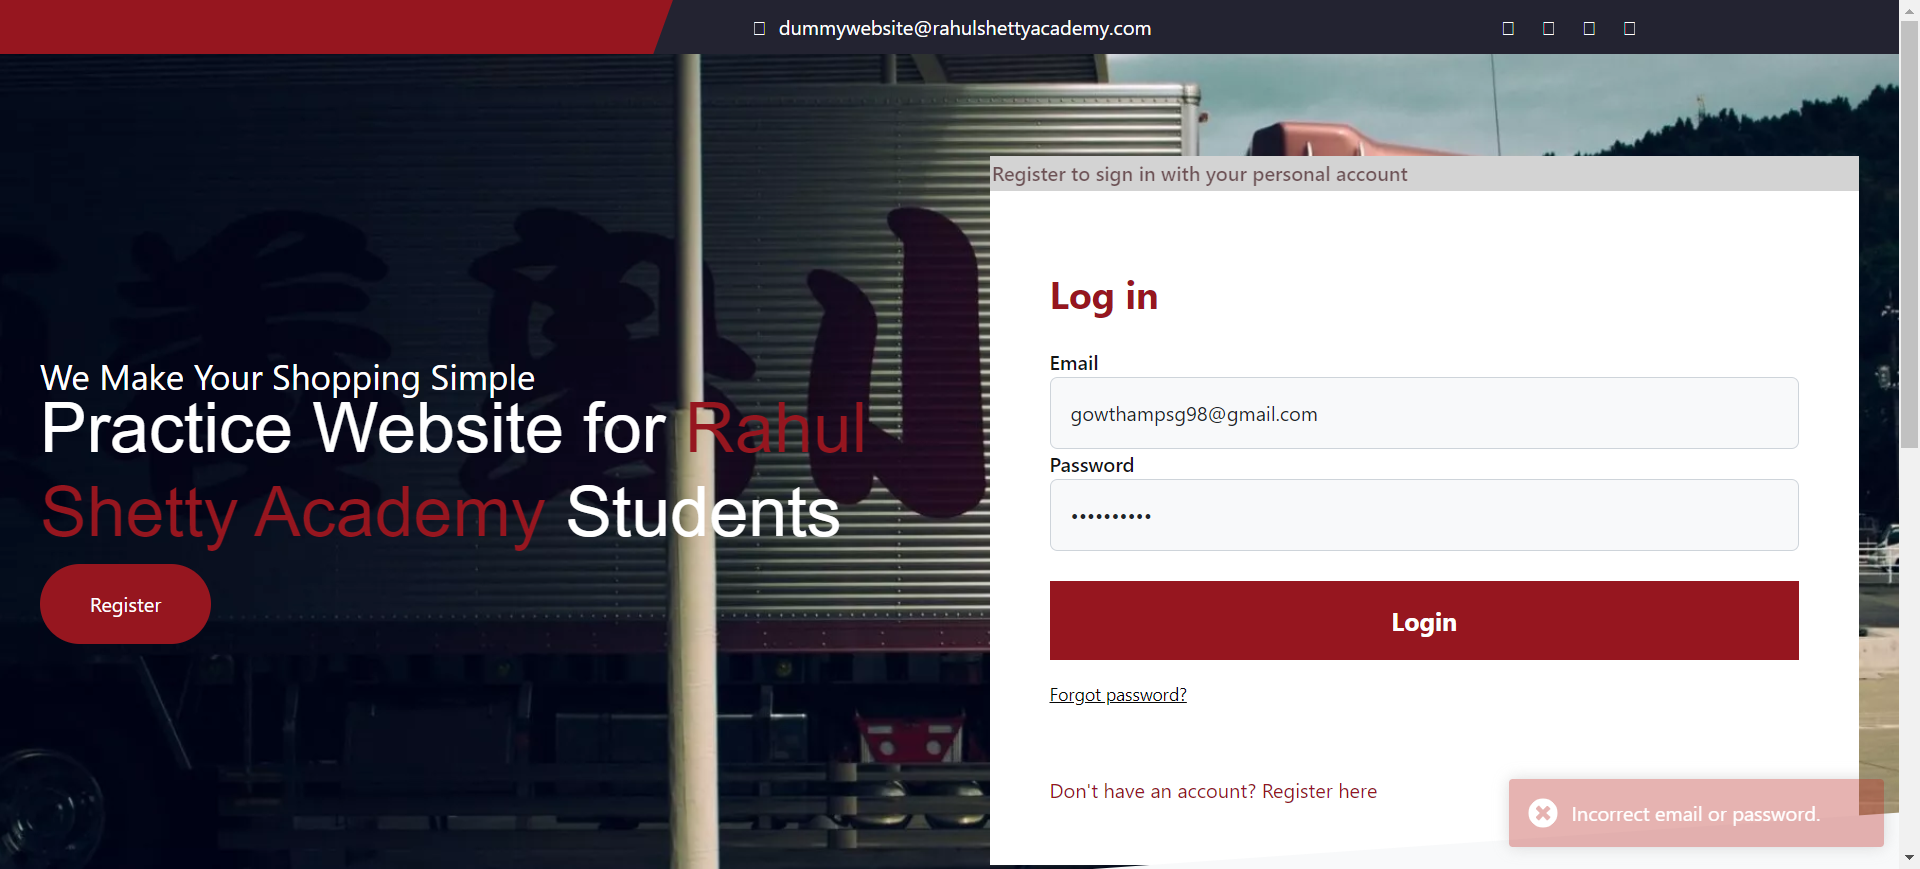 dummywebsite@rahulshettyacademy.com
We Make Your Shopping Simple
Practice Website for Rahul
Shetty Academy Students
Register
Register to sign in with your personal account
Log in
Email
gowthampsg98@gmail.com
Password
••••••••••
Login
Forgot password?
Don't have an account? Register here
Incorrect email or password.